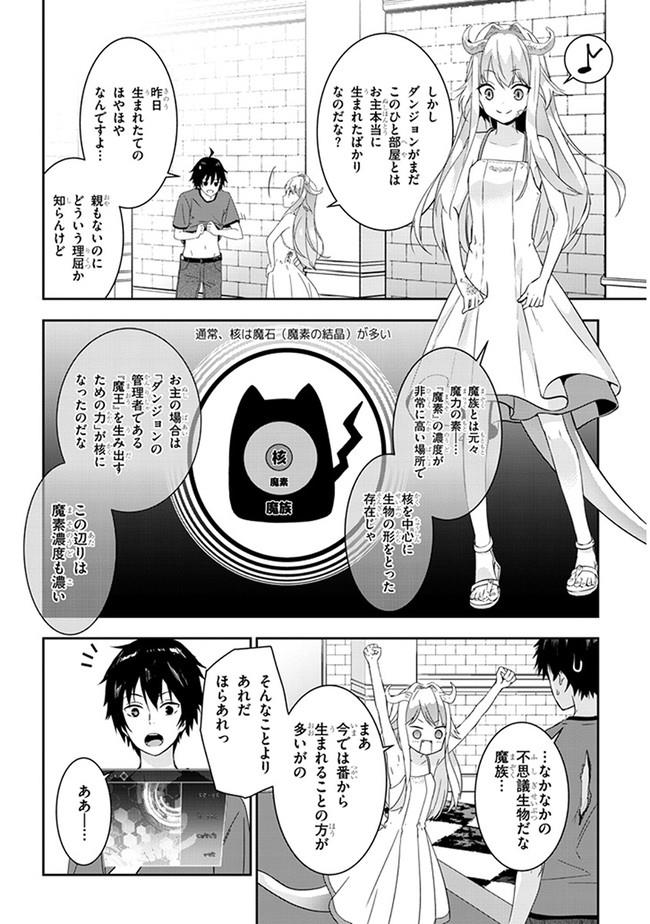 しかし
ダンジョンがまだ
このひと部屋とは
お主本当に
生まれたばかり
なのだな?
昨日
生まれたての
ほやほや
なんですよ…
親もないのに
どういう理屈か
知らんけど
魔族とは元々
魔力の素…
『魔素』の濃度が
非常に高い場所で
核を中心に
生物の形をとった
存在じゃ
通常、核は魔石(魔素の結晶)が多い
核
魔素
魔族
お主の場合は
「ダンジョンの
管理者である
『魔王』を生み出す
ための力」が核に
なったのだな
この辺りは
魔素濃度も濃い
…なかなかの
不思議生物だな
魔族…
まあ
今では番から
生まれることの方が
多いがの
そんなことより
あれだ
ほらあれっ
ああ──…